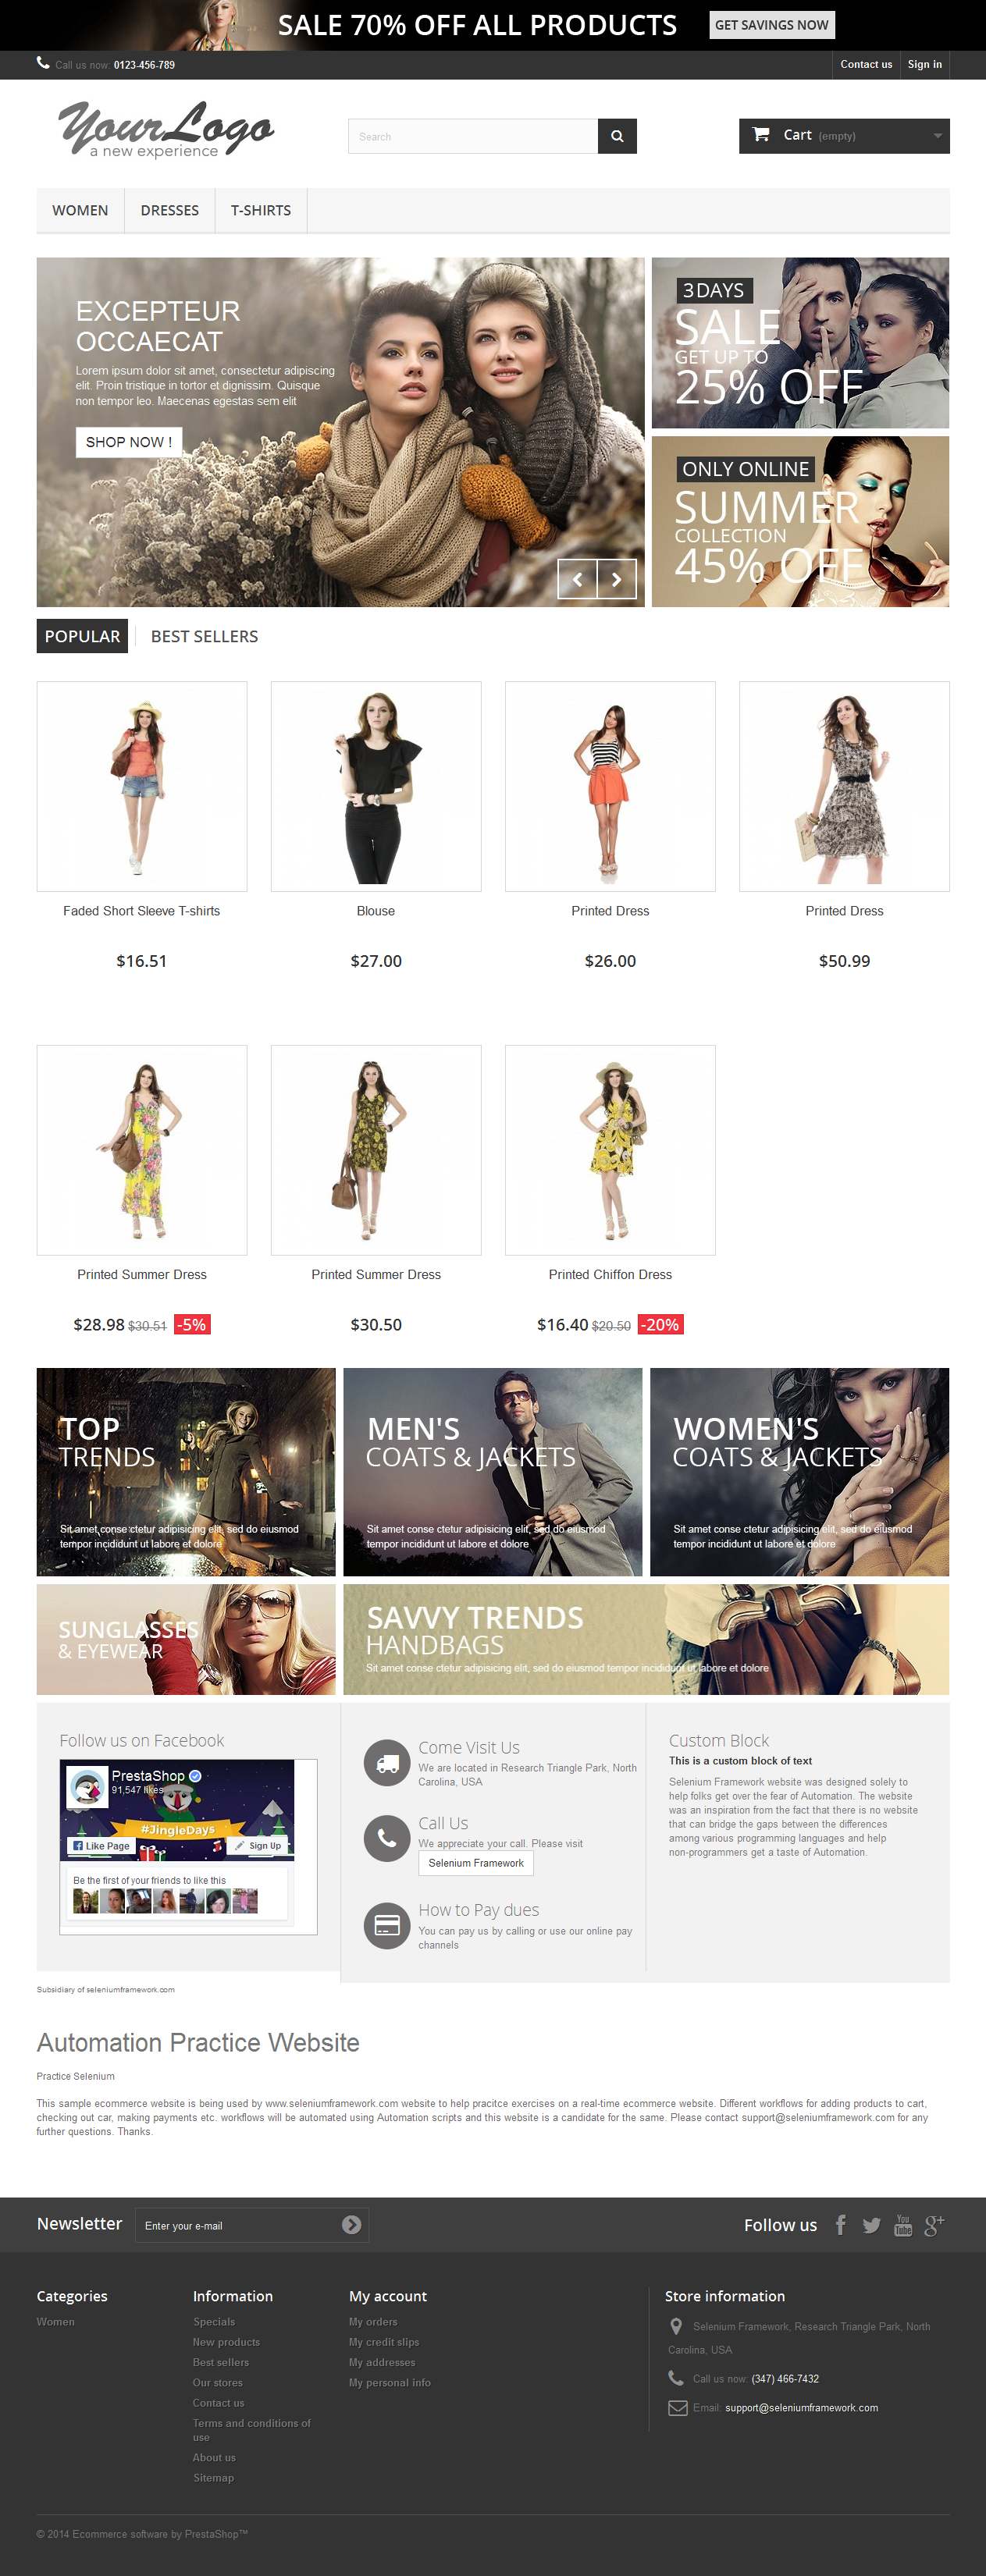 SALE 70% OFF ALL PRODUCTS
GET SAVINGS NOW
Call us now: 0123-456-789
Contact us
Sign in
YourLogo
a new experience
Search
Cart (empty)
WOMEN
DRESSES
T-SHIRTS
EXCEPTEUR
OCCAECAT
Lorem ipsum dolor sit amet, consectetur adipiscing
elit. Proin tristique in tortor et dignissim. Quisque
non tempor leo. Maecenas egestas sem elit
SHOP NOW !
3 DAYS
SALE
GET UP TO
25% OFF
ONLY ONLINE
SUMMER
COLLECTION
45% OFF
POPULAR
BEST SELLERS
Faded Short Sleeve T-shirts
$16.51
Blouse
$27.00
Printed Dress
$26.00
Printed Dress
$50.99
Printed Summer Dress
$28.98 $30.51 -5%
Printed Summer Dress
$30.50
Printed Chiffon Dress
$16.40 $20.50 -20%
TOP
TRENDS
Sit amet conse ctetur adipisicing elit, sed do eiusmod
tempor incididunt ut labore et dolore
MEN'S
COATS & JACKETS
Sit amet conse ctetur adipisicing elit, sed do eiusmod
tempor incididunt ut labore et dolore
WOMEN'S
COATS & JACKETS
Sit amet conse ctetur adipisicing elit, sed do eiusmod
tempor incididunt ut labore et dolore
SUNGLASSES
& EYEWEAR
SAVVY TRENDS
HANDBAGS
Sit amet conse ctetur adipisicing elit, sed do eiusmod tempor incididunt ut labore et dolore
Follow us on Facebook
PrestaShop
91,547 likes
#JingleDays
Like Page
Sign Up
Be the first of your friends to like this
Come Visit Us
We are located in Research Triangle Park, North
Carolina, USA
Call Us
We appreciate your call. Please visit
Selenium Framework
How to Pay dues
You can pay us by calling or use our online pay
channels
Custom Block
This is a custom block of text
Selenium Framework website was designed solely to
help folks get over the fear of Automation. The website
was an inspiration from the fact that there is no website
that can bridge the gaps between the differences
among various programming languages and help
non-programmers get a taste of Automation.
Subsidiary of seleniumframework.com
Automation Practice Website
Practice Selenium
This sample ecommerce website is being used by www.seleniumframework.com website to help pracitce exercises on a real-time ecommerce website. Different workflows for adding products to cart,
checking out car, making payments etc. workflows will be automated using Automation scripts and this website is a candidate for the same. Please contact support@seleniumframework.com for any
further questions. Thanks.
Newsletter
Enter your e-mail
Follow us
You
Tube
Categories
Women
Information
Specials
New products
Best sellers
Our stores
Contact us
Terms and conditions of
use
About us
Sitemap
My account
My orders
My credit slips
My addresses
My personal info
Store information
Selenium Framework, Research Triangle Park, North
Carolina, USA
Call us now: (347) 466-7432
Email: support@seleniumframework.com
© 2014 Ecommerce software by PrestaShop™